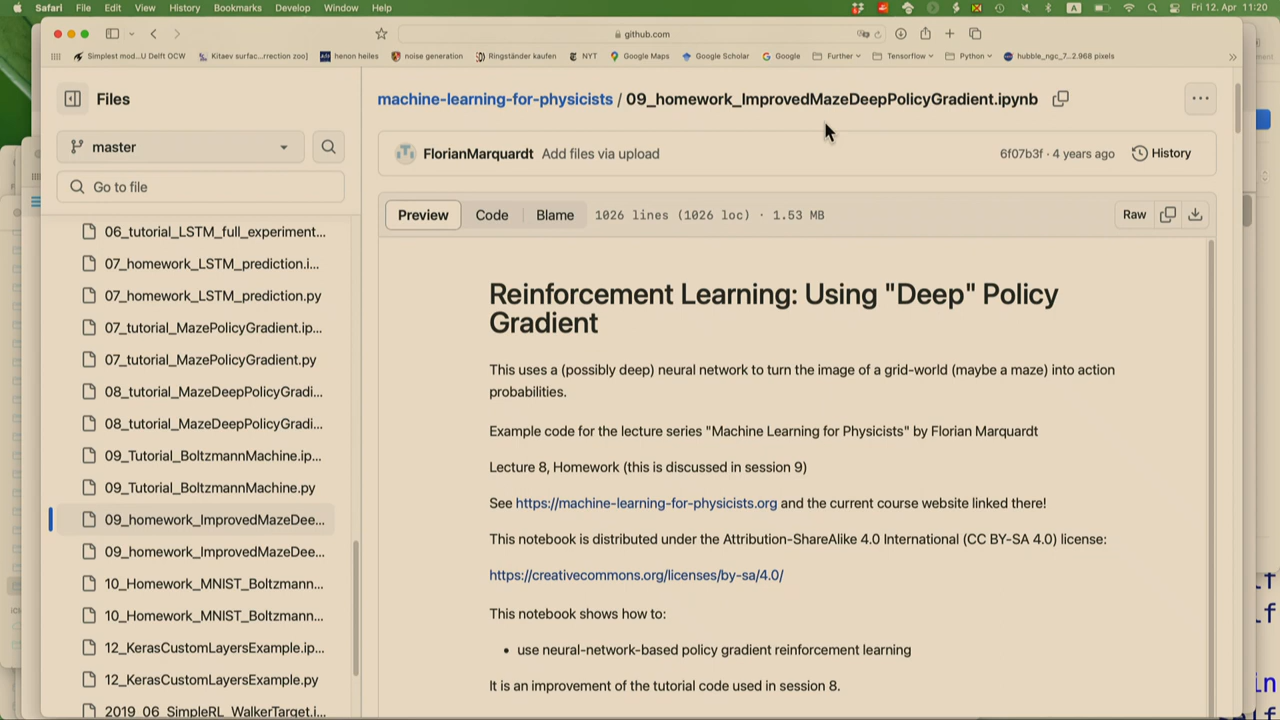 Safari File Edit View History Bookmarks Develop Window Help A Fri 12. Apr 11:20
github.com
Simplest mod...U Delft OCW Kitaev surfac...rrection zoo] henon heiles noise generation Ringständer kaufen NYT Google Maps Google Scholar Google Further Tensorflow Python hubble_ngc_7...2.968 pixels
Files
machine-learning-for-physicists / 09_homework_ImprovedMazeDeepPolicyGradient.ipynb
master
FlorianMarquardt Add files via upload 6f07b3f · 4 years ago History
Go to file
Preview Code Blame 1026 lines (1026 loc) · 1.53 MB Raw
06_tutorial_LSTM_full_experiment...
07_homework_LSTM_prediction.i...
07_homework_LSTM_prediction.py
07_tutorial_MazePolicyGradient.ip...
07_tutorial_MazePolicyGradient.py
08_tutorial_MazeDeepPolicyGradi...
08_tutorial_MazeDeepPolicyGradi...
09_Tutorial_BoltzmannMachine.ip...
09_Tutorial_BoltzmannMachine.py
09_homework_ImprovedMazeDee...
09_homework_ImprovedMazeDee...
10_Homework_MNIST_Boltzmann...
10_Homework_MNIST_Boltzmann...
12_KerasCustomLayersExample.ip...
12_KerasCustomLayersExample.py
2019_06_SimpleRL_WalkerTarget.i...
Reinforcement Learning: Using "Deep" Policy
Gradient
This uses a (possibly deep) neural network to turn the image of a grid-world (maybe a maze) into action
probabilities.
Example code for the lecture series "Machine Learning for Physicists" by Florian Marquardt
Lecture 8, Homework (this is discussed in session 9)
See https://machine-learning-for-physicists.org and the current course website linked there!
This notebook is distributed under the Attribution-ShareAlike 4.0 International (CC BY-SA 4.0) license:
https://creativecommons.org/licenses/by-sa/4.0/
This notebook shows how to:
• use neural-network-based policy gradient reinforcement learning
It is an improvement of the tutorial code used in session 8.